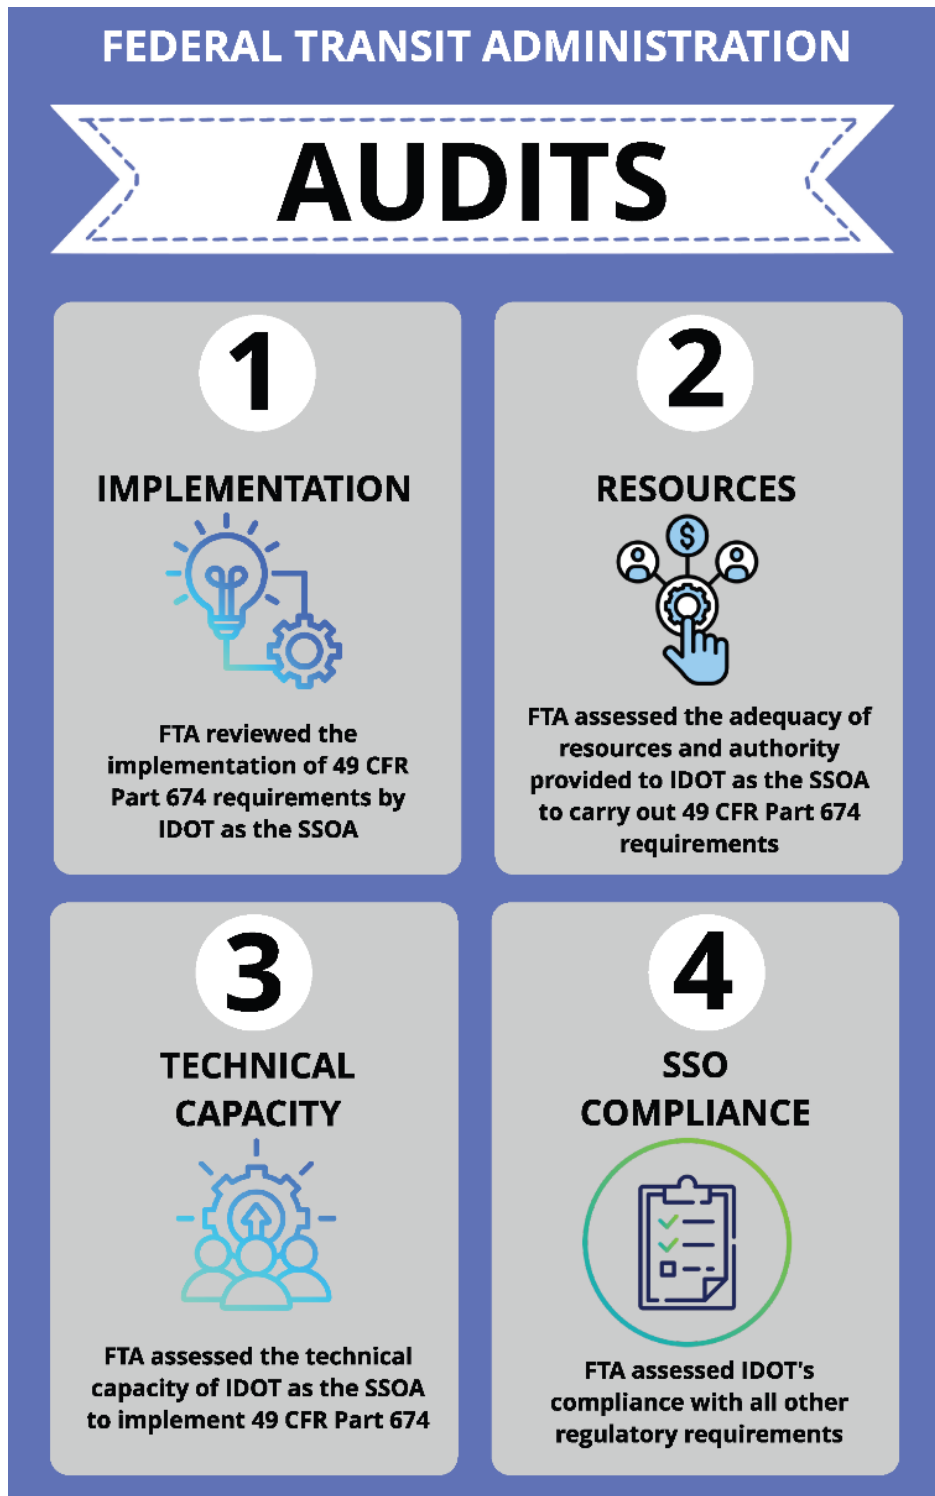 FEDERAL TRANSIT ADMINISTRATION
AUDITS
1
IMPLEMENTATION
FTA reviewed the
implementation of 49 CFR
Part 674 requirements by
IDOT as the SSOA
2
RESOURCES
$
FTA assessed the adequacy of
resources and authority
provided to IDOT as the SSOA
to carry out 49 CFR Part 674
requirements
3
TECHNICAL
CAPACITY
FTA assessed the technical
capacity of IDOT as the SSOA
to implement 49 CFR Part 674
4
SSO
COMPLIANCE
FTA assessed IDOT's
compliance with all other
regulatory requirements